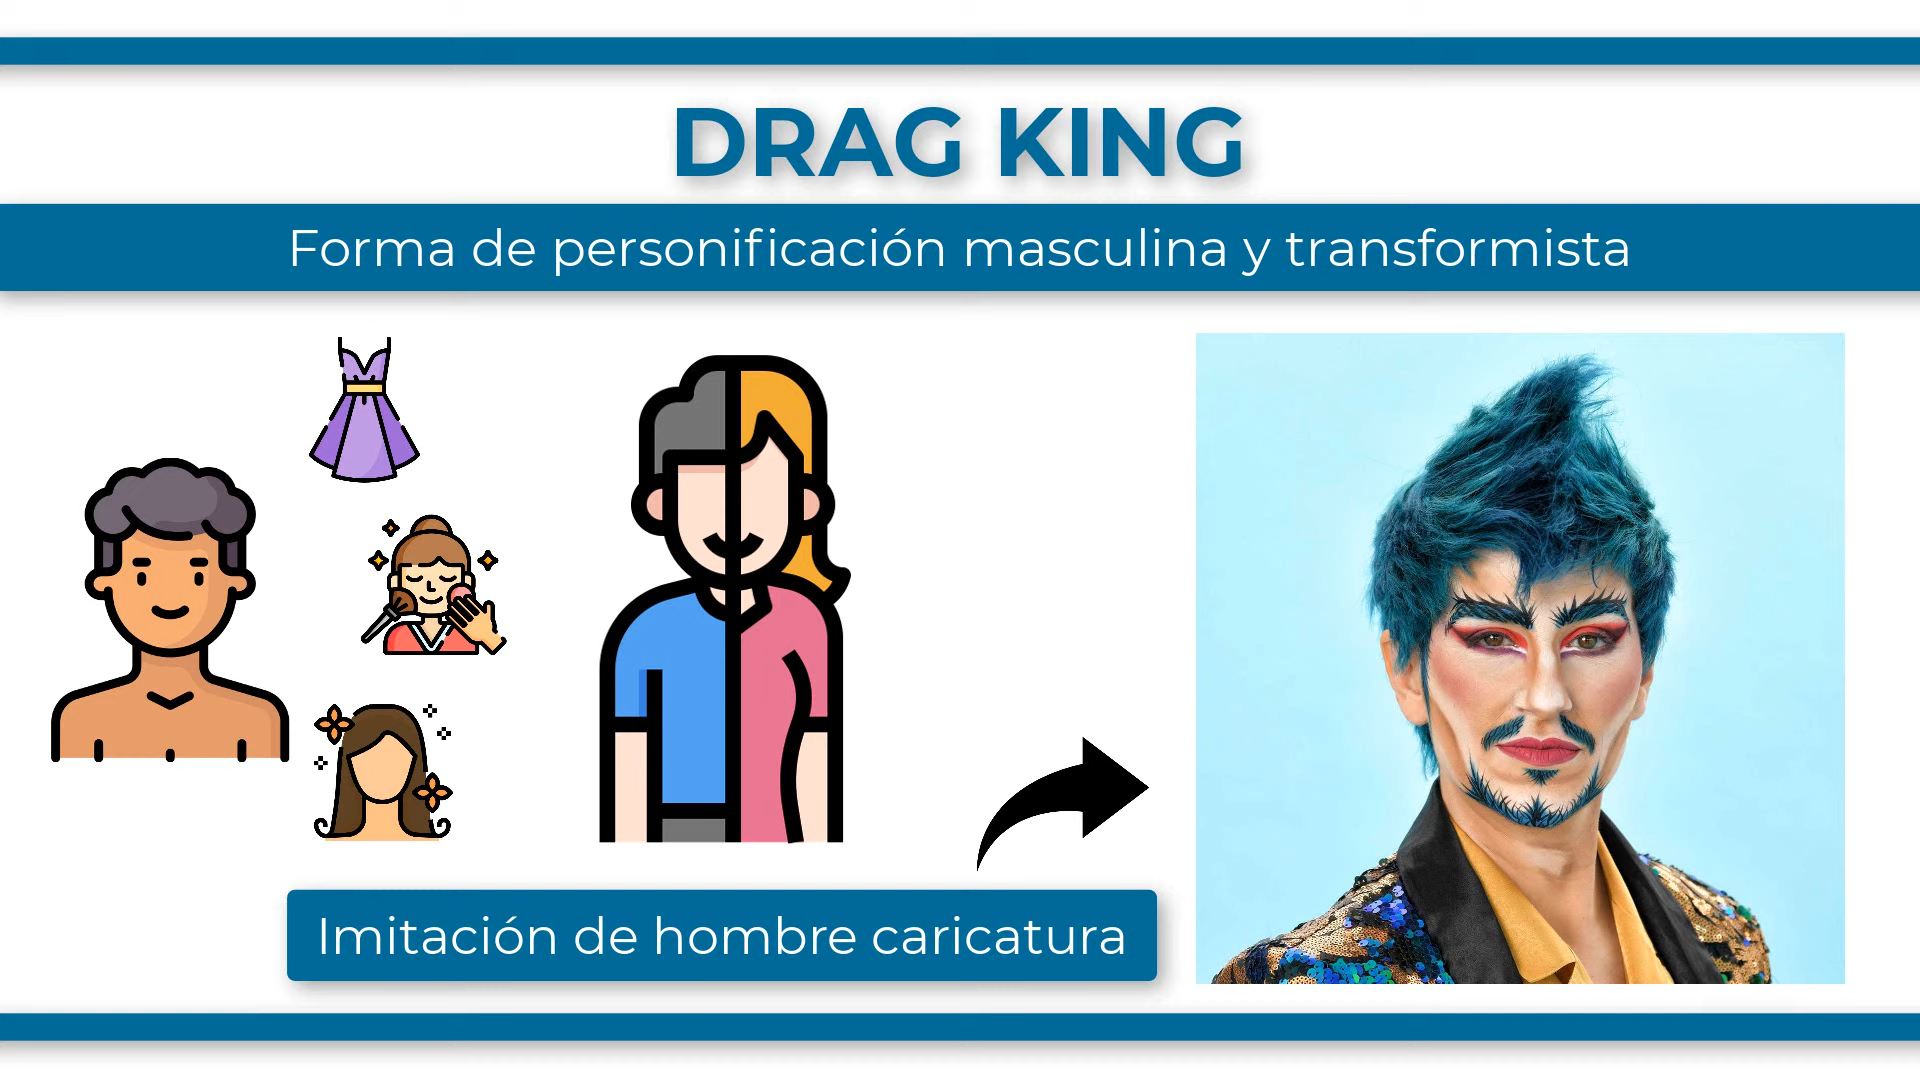 DRAG KING
Forma de personificación masculina y transformista
Imitación de hombre caricatura